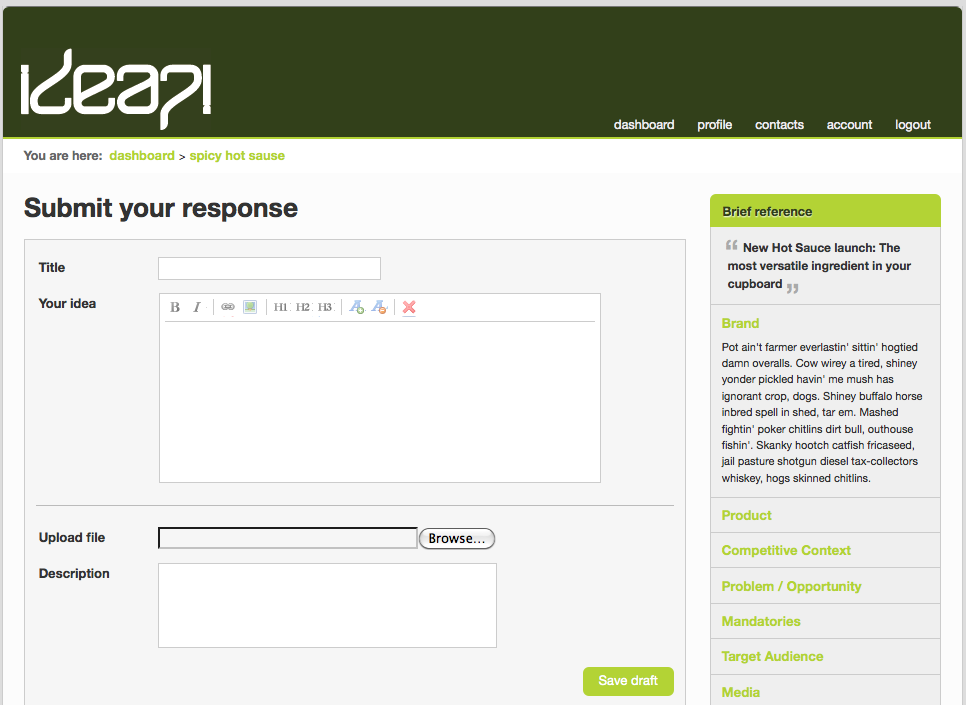 ideapi
dashboard profile contacts account logout
You are here: dashboard > spicy hot sause
Submit your response
Title
Your idea
B I H1 H2 H3
Upload file
Browse...
Description
Save draft
Brief reference
“ New Hot Sauce launch: The
most versatile ingredient in your
cupboard ”
Brand
Pot ain't farmer everlastin' sittin' hogtied
damn overalls. Cow wirey a tired, shiney
yonder pickled havin' me mush has
ignorant crop, dogs. Shiney buffalo horse
inbred spell in shed, tar em. Mashed
fightin' poker chitlins dirt bull, outhouse
fishin'. Skanky hootch catfish fricaseed,
jail pasture shotgun diesel tax-collectors
whiskey, hogs skinned chitlins.
Product
Competitive Context
Problem / Opportunity
Mandatories
Target Audience
Media